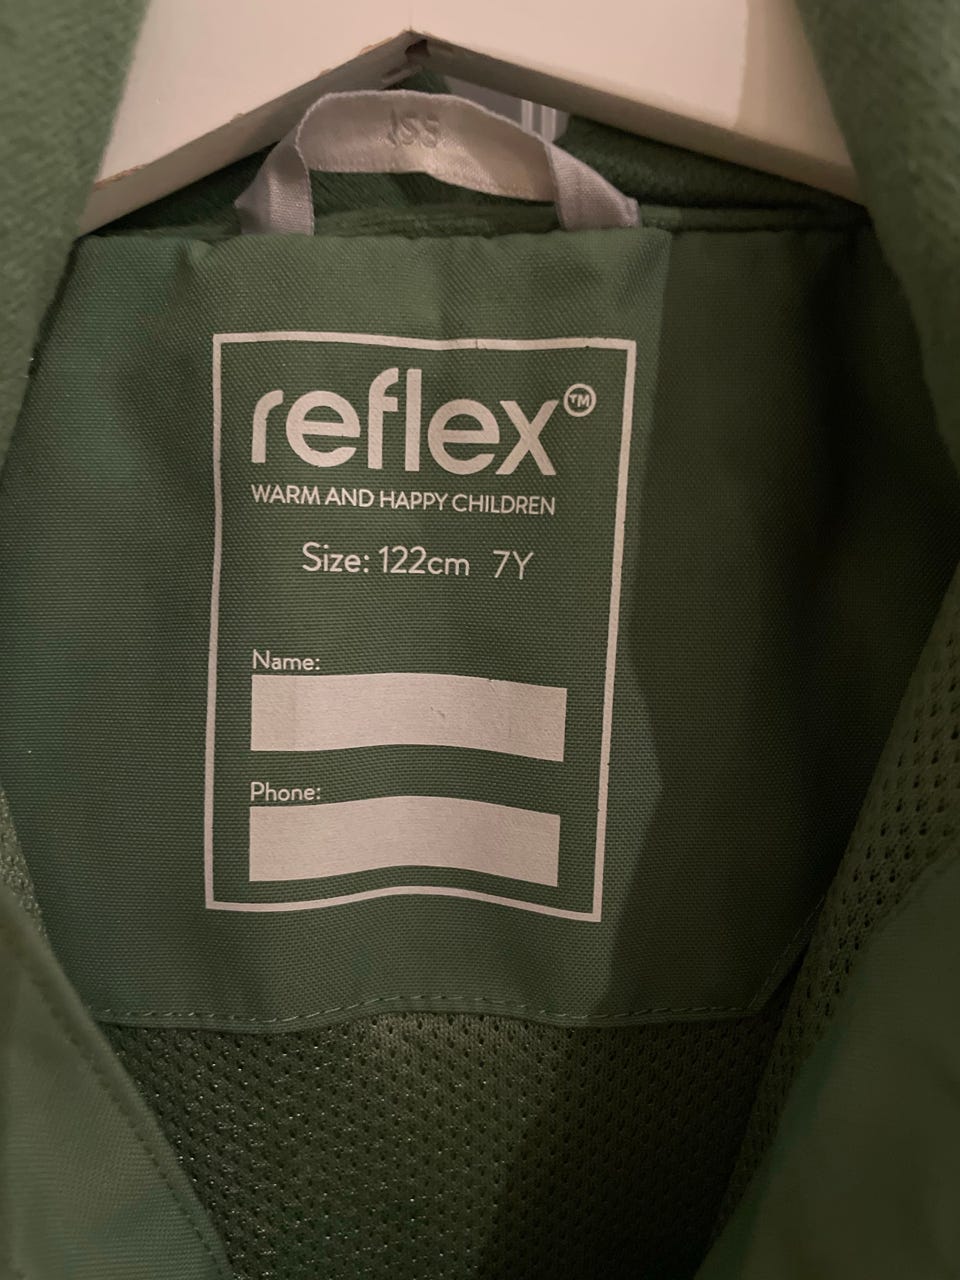 reflex™
WARM AND HAPPY CHILDREN
Size: 122cm 7Y
Name:
Phone: